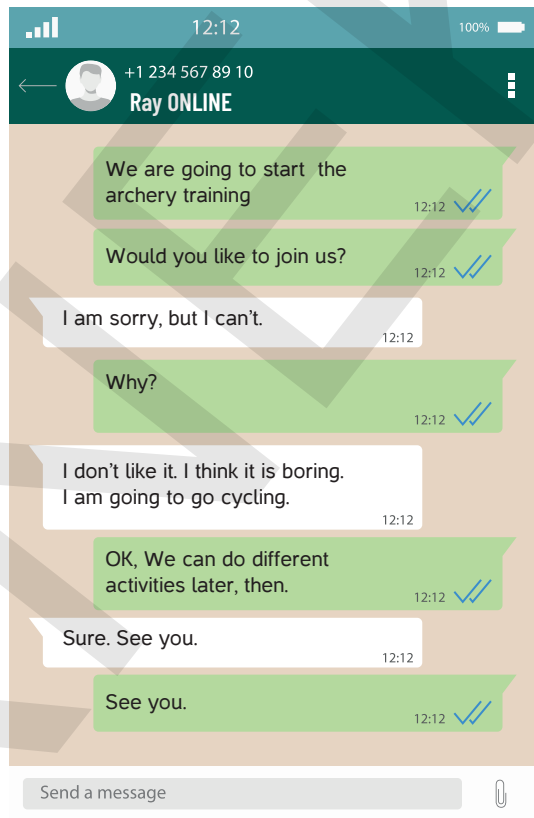 12:12
100%
+1 234 567 89 10
Ray ONLINE
We are going to start the
archery training
12:12
Would you like to join us?
12:12
I am sorry, but I can't.
12:12
Why?
12:12
I don't like it. I think it is boring.
I am going to go cycling.
12:12
OK, We can do different
activities later, then.
12:12
Sure. See you.
12:12
See you.
12:12
Send a message